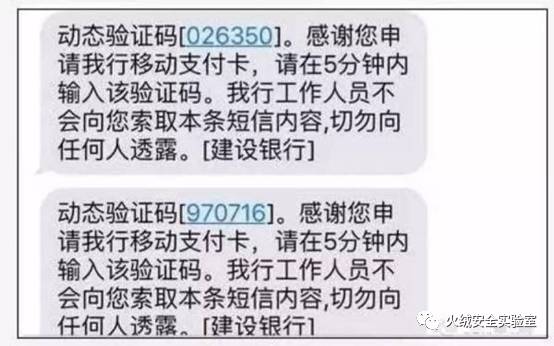 动态验证码[026350]。感谢您申
请我行移动支付卡，请在5分钟内
输入该验证码。我行工作人员不
会向您索取本条短信内容,切勿向
任何人透露。[建设银行]
动态验证码[970716]。感谢您申
请我行移动支付卡，请在5分钟内
输入该验证码。我行工作人员不
会向您索取本条短信内容,切勿向
任何人透露。[建设银行]
火绒安全实验室